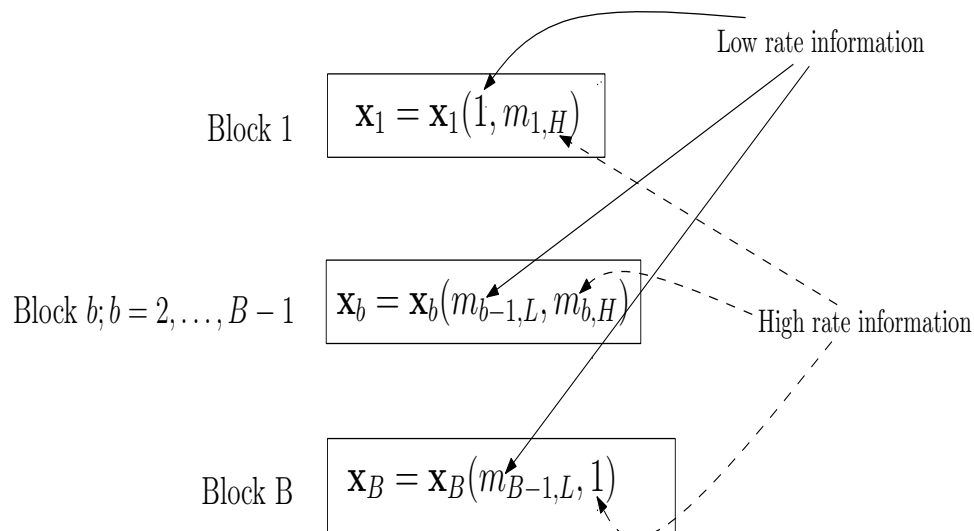 Low rate information
Block 1
𝐱₁ = 𝐱₁(1, m₁,H)
Block b; b = 2, …, B − 1
𝐱_b = 𝐱_b(m_{b−1,L}, m_{b,H})
High rate information
Block B
𝐱_B = 𝐱_B(m_{B−1,L}, 1)